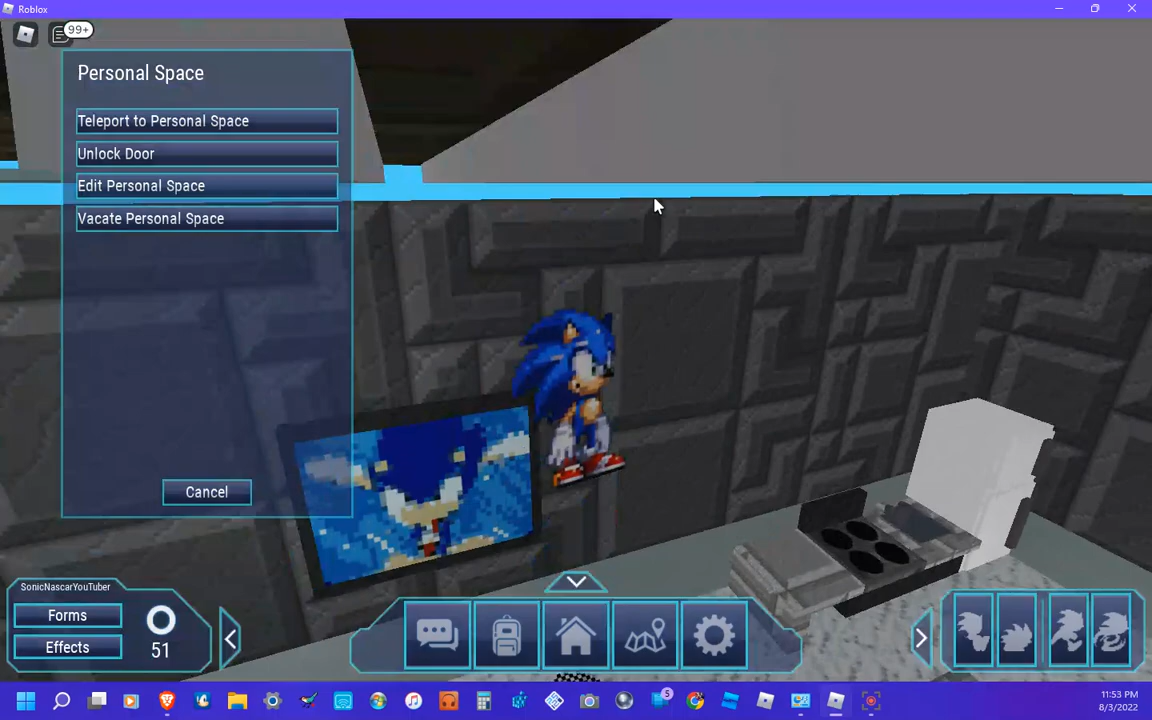 Roblox
99+
Personal Space
Teleport to Personal Space
Unlock Door
Edit Personal Space
Vacate Personal Space
Cancel
SonicNascarYouTuber
Forms
Effects
51
5
11:53 PM
8/3/2022